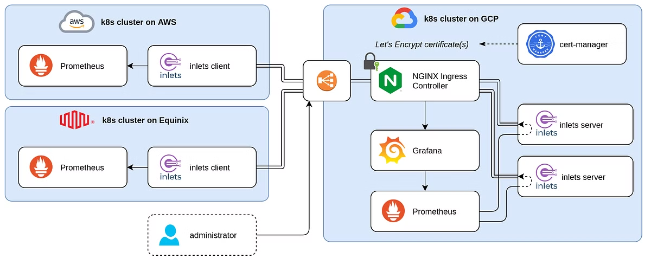 aws
k8s cluster on AWS
Prometheus
inlets
inlets client
k8s cluster on Equinix
Prometheus
inlets
inlets client
administrator
k8s cluster on GCP
Let's Encrypt certificate(s)
cert-manager
N
NGINX Ingress
Controller
inlets
inlets server
Grafana
inlets
inlets server
Prometheus